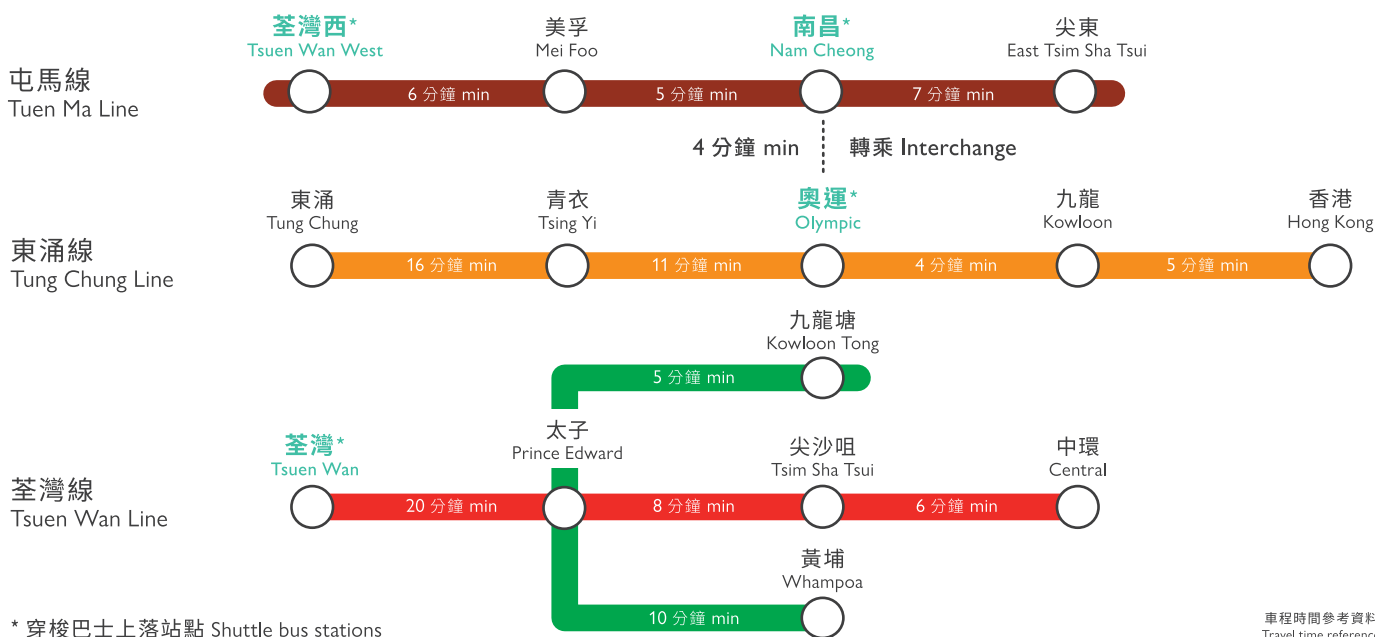 荃灣西*
Tsuen Wan West
美孚
Mei Foo
南昌*
Nam Cheong
尖東
East Tsim Sha Tsui
屯馬線
Tuen Ma Line
6 分鐘 min
5 分鐘 min
7 分鐘 min
4 分鐘 min
轉乘 Interchange
東涌
Tung Chung
青衣
Tsing Yi
奧運*
Olympic
九龍
Kowloon
香港
Hong Kong
東涌線
Tung Chung Line
16 分鐘 min
11 分鐘 min
4 分鐘 min
5 分鐘 min
九龍塘
Kowloon Tong
5 分鐘 min
荃灣*
Tsuen Wan
太子
Prince Edward
尖沙咀
Tsim Sha Tsui
中環
Central
荃灣線
Tsuen Wan Line
20 分鐘 min
8 分鐘 min
6 分鐘 min
黃埔
Whampoa
10 分鐘 min
* 穿梭巴士上落站點 Shuttle bus stations
車程時間參考資料
Travel time reference